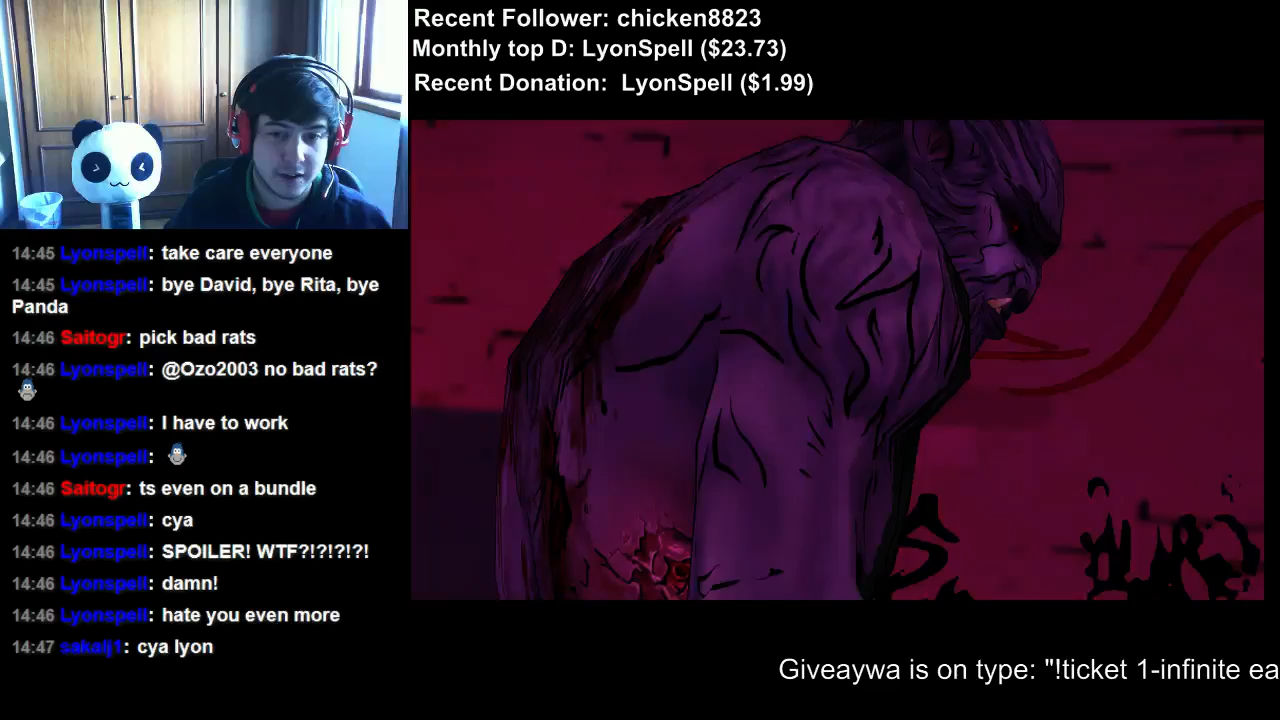 Recent Follower: chicken8823
Monthly top D: LyonSpell ($23.73)
Recent Donation: LyonSpell ($1.99)
14:45 Lyonspell: take care everyone
14:45 Lyonspell: bye David, bye Rita, bye
Panda
14:46 Saitogr: pick bad rats
14:46 Lyonspell: @Ozo2003 no bad rats?
14:46 Lyonspell: I have to work
14:46 Lyonspell:
14:46 Saitogr: ts even on a bundle
14:46 Lyonspell: cya
14:46 Lyonspell: SPOILER! WTF?!?!?!?!
14:46 Lyonspell: damn!
14:46 Lyonspell: hate you even more
14:47 sakalj1: cya lyon
Giveaywa is on type: "!ticket 1-infinite ea